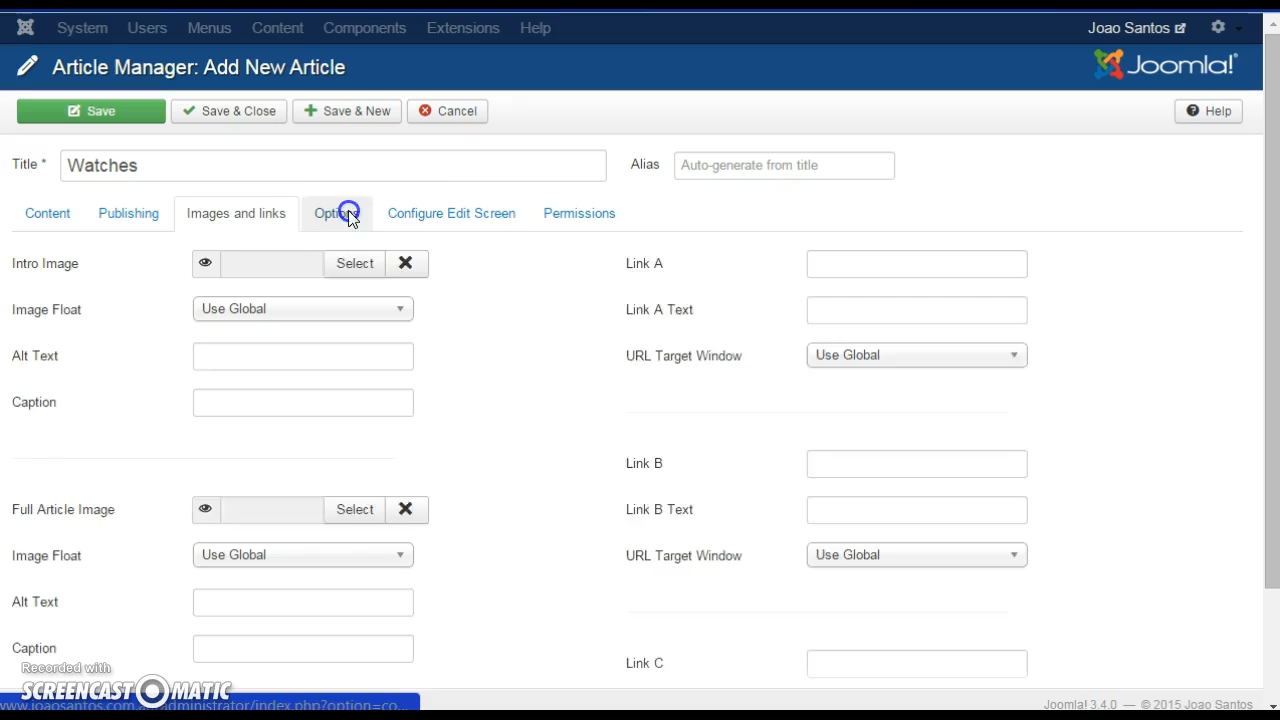 System Users Menus Content Components Extensions Help Joao Santos
Article Manager: Add New Article Joomla!
Save Save & Close Save & New Cancel Help
Title * Watches Alias Auto-generate from title
Content Publishing Images and links Configure Edit Screen Permissions
Intro Image Select Link A
Image Float Use Global Link A Text
Alt Text URL Target Window Use Global
Caption
Link B
Full Article Image Select Link B Text
Image Float Use Global URL Target Window Use Global
Alt Text
Caption Link C
Recorded with
SCREENCAST-O-MATIC
Joomla! 3.4.0 — © 2015 Joao Santos